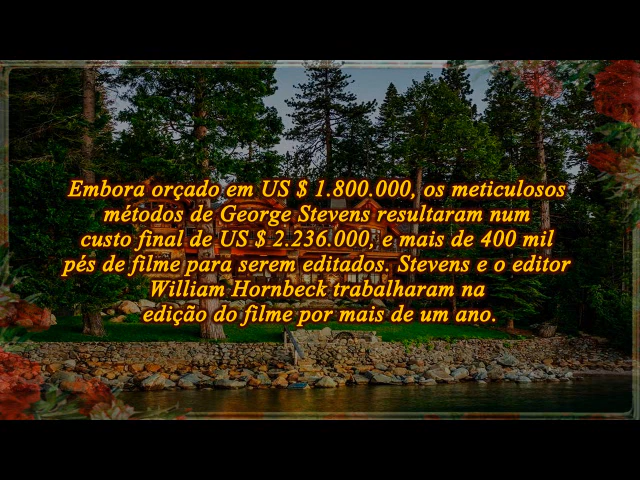 Embora orçado em US $ 1.800.000, os meticulosos
métodos de George Stevens resultaram num
custo final de US $ 2.236.000, e mais de 400 mil
pés de filme para serem editados. Stevens e o editor
William Hornbeck trabalharam na
edição do filme por mais de um ano.